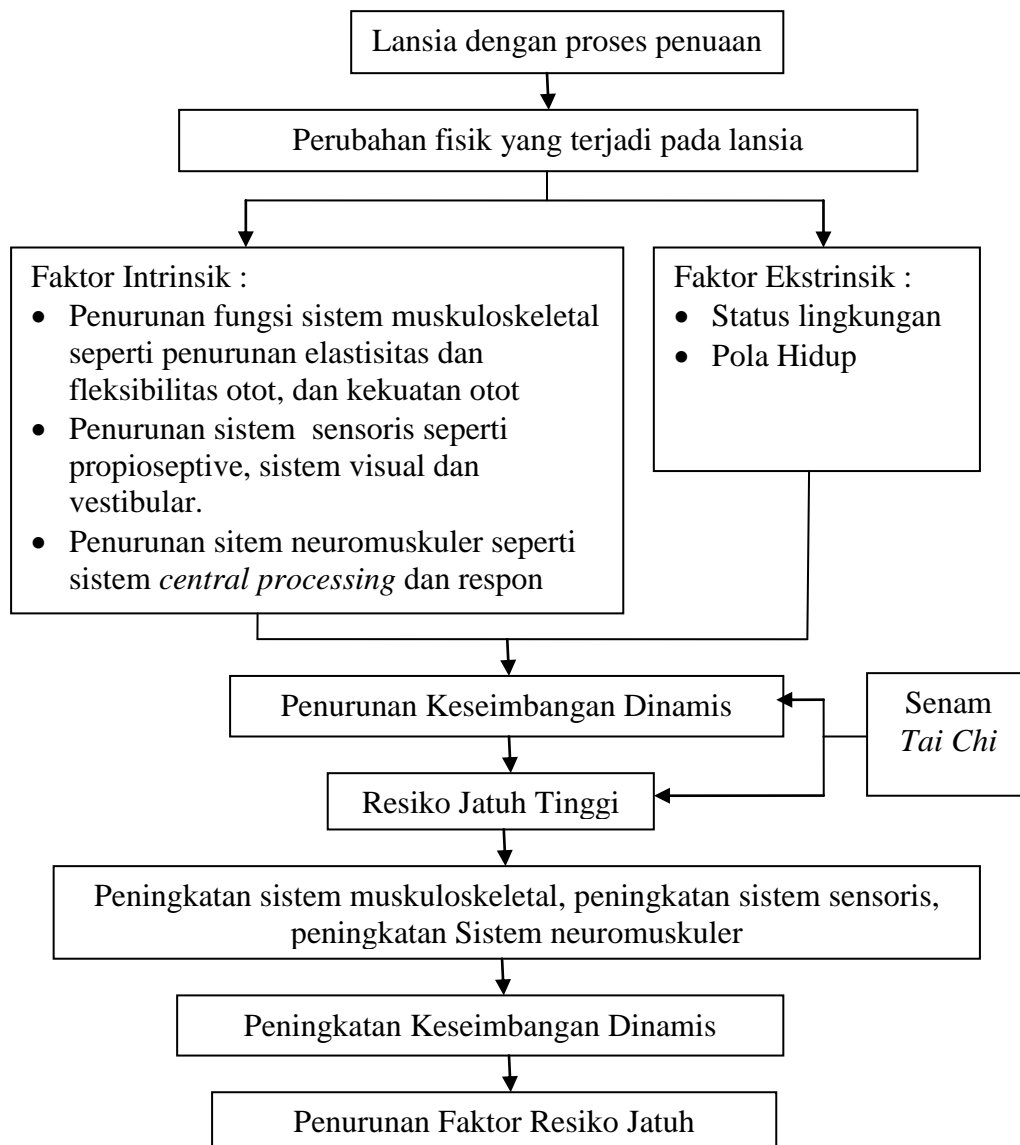 Lansia dengan proses penuaan
Perubahan fisik yang terjadi pada lansia
Faktor Intrinsik :
• Penurunan fungsi sistem muskuloskeletal
seperti penurunan elastisitas dan
fleksibilitas otot, dan kekuatan otot
• Penurunan sistem sensoris seperti
propioseptive, sistem visual dan
vestibular.
• Penurunan sitem neuromuskuler seperti
sistem central processing dan respon
Faktor Ekstrinsik :
• Status lingkungan
• Pola Hidup
Penurunan Keseimbangan Dinamis
Senam
Tai Chi
Resiko Jatuh Tinggi
Peningkatan sistem muskuloskeletal, peningkatan sistem sensoris,
peningkatan Sistem neuromuskuler
Peningkatan Keseimbangan Dinamis
Penurunan Faktor Resiko Jatuh